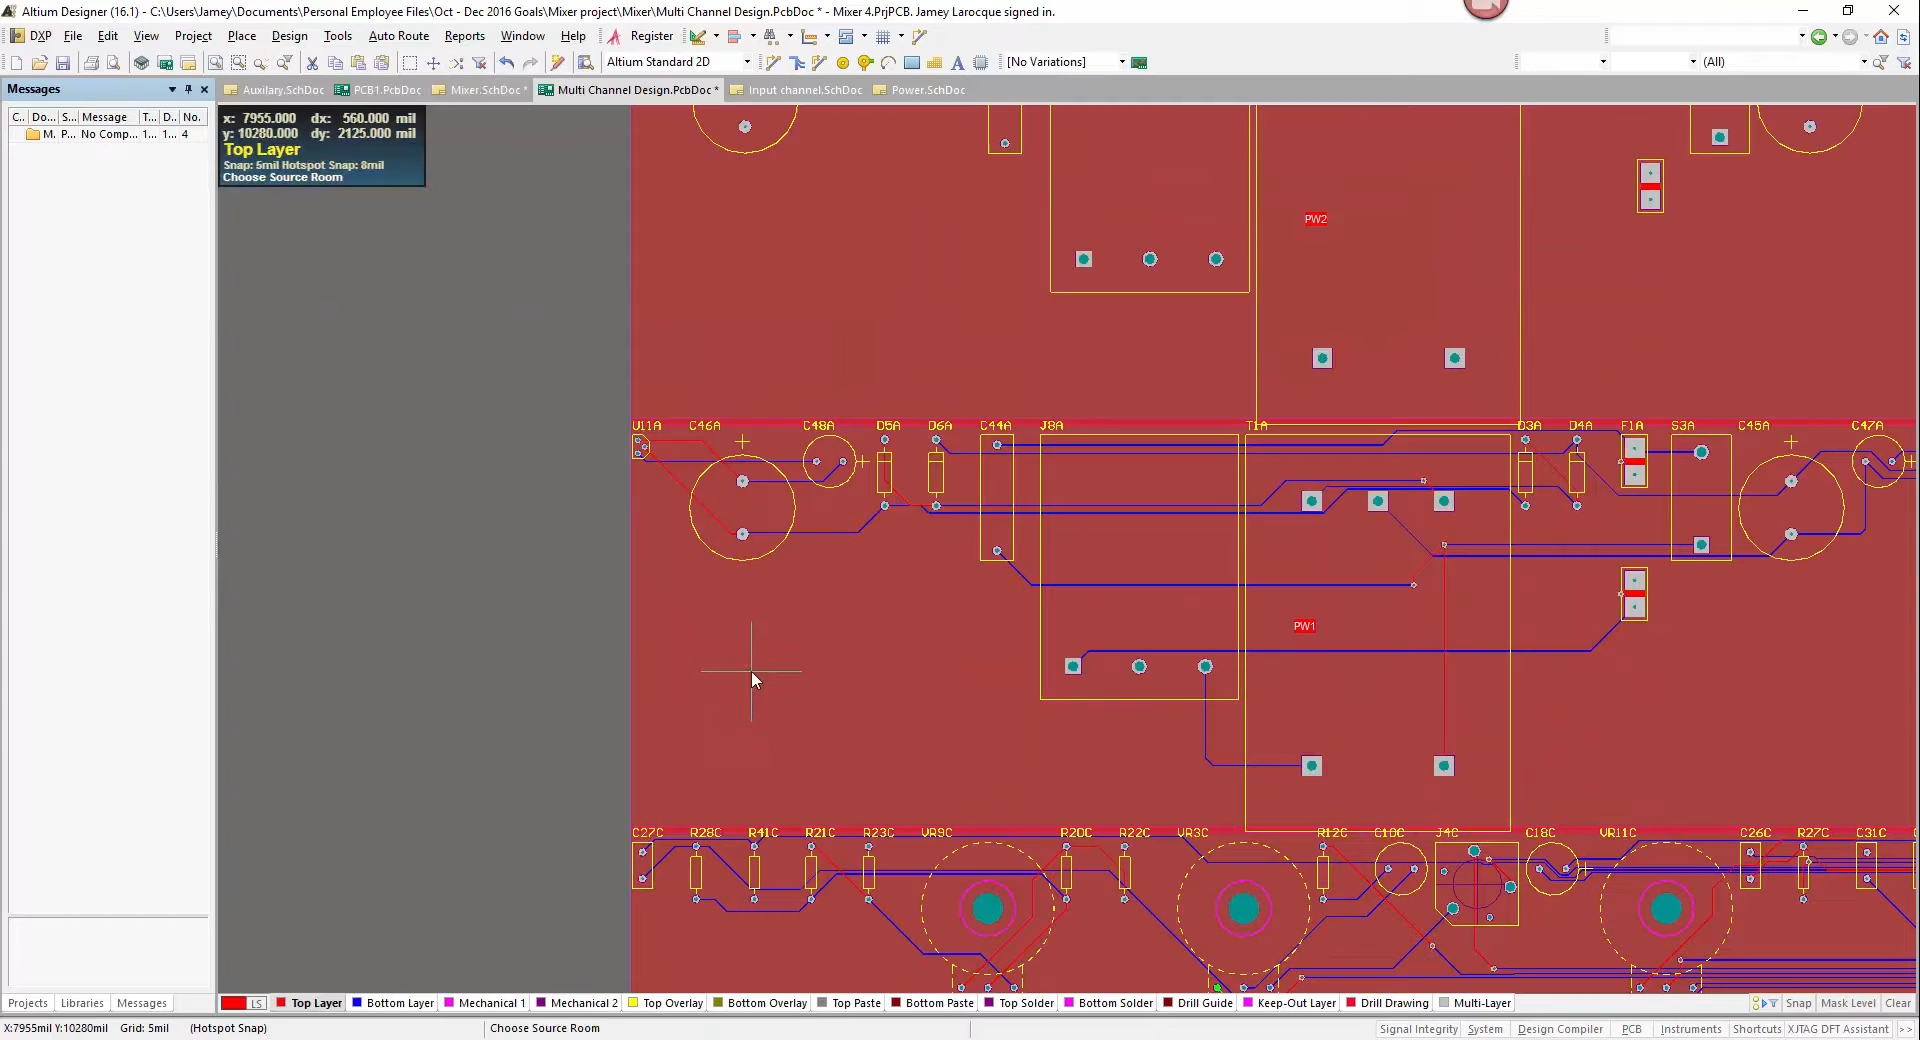 Altium Designer (16.1) - C:\Users\Jamey\Documents\Personal Employee Files\Oct - Dec 2016 Goals\Mixer project\Mixer\Multi Channel Design.PcbDoc * - Mixer 4.PrjPCB. Jamey Larocque signed in.
DXP File Edit View Project Place Design Tools Auto Route Reports Window Help Register
Altium Standard 2D [No Variations] (All)
Messages
Auxilary.SchDoc PCB1.PcbDoc Mixer.SchDoc * Multi Channel Design.PcbDoc * Input channel.SchDoc Power.SchDoc
C.. Do... S... Message T... D.. No.
M. P... No Comp... 1... 1... 4
x: 7955.000 dx: 560.000 mil
y: 10280.000 dy: 2125.000 mil
Top Layer
Snap: 5mil Hotspot Snap: 8mil
Choose Source Room
PW2
U11A C46A C48A D5A D6A C44A J8A T1A D3A D4A F1A S3A C45A C47A
PW1
C27C R28C R41C R21C R23C VR9C R20C R22C VR3C R12C C10C J4C C18C VR11C C26C R27C C31C
Projects Libraries Messages
LS Top Layer Bottom Layer Mechanical 1 Mechanical 2 Top Overlay Bottom Overlay Top Paste Bottom Paste Top Solder Bottom Solder Drill Guide Keep-Out Layer Drill Drawing Multi-Layer Snap Mask Level Clear
X:7955mil Y:10280mil Grid: 5mil (Hotspot Snap) Choose Source Room Signal Integrity System Design Compiler PCB Instruments Shortcuts XJTAG DFT Assistant >>